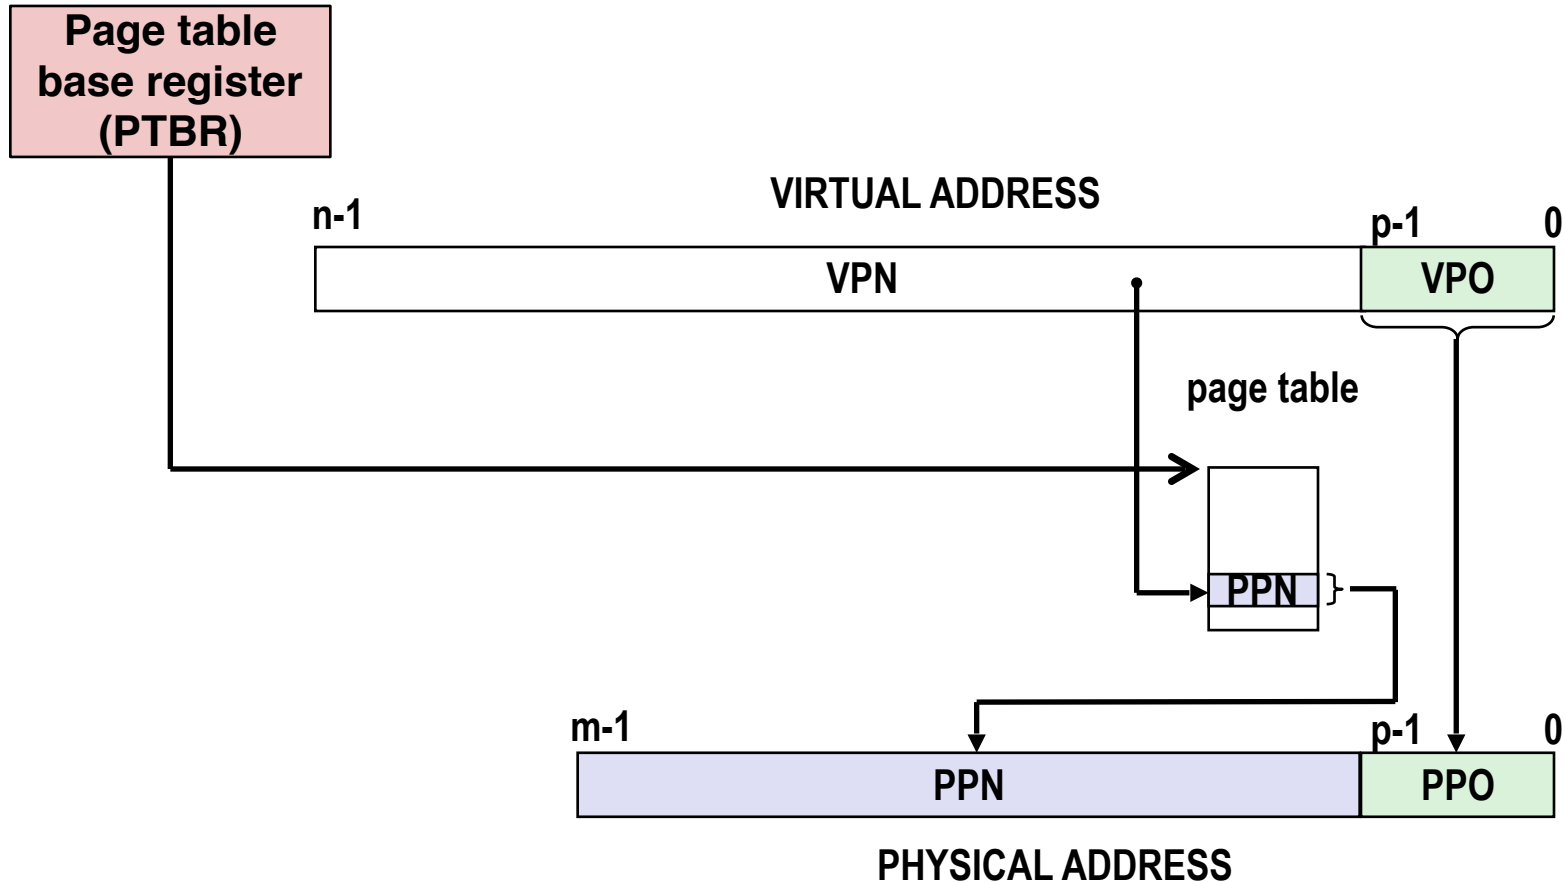 Page table
base register
(PTBR)
VIRTUAL ADDRESS
n-1
p-1
0
VPN
VPO
page table
PPN
m-1
p-1
0
PPN
PPO
PHYSICAL ADDRESS